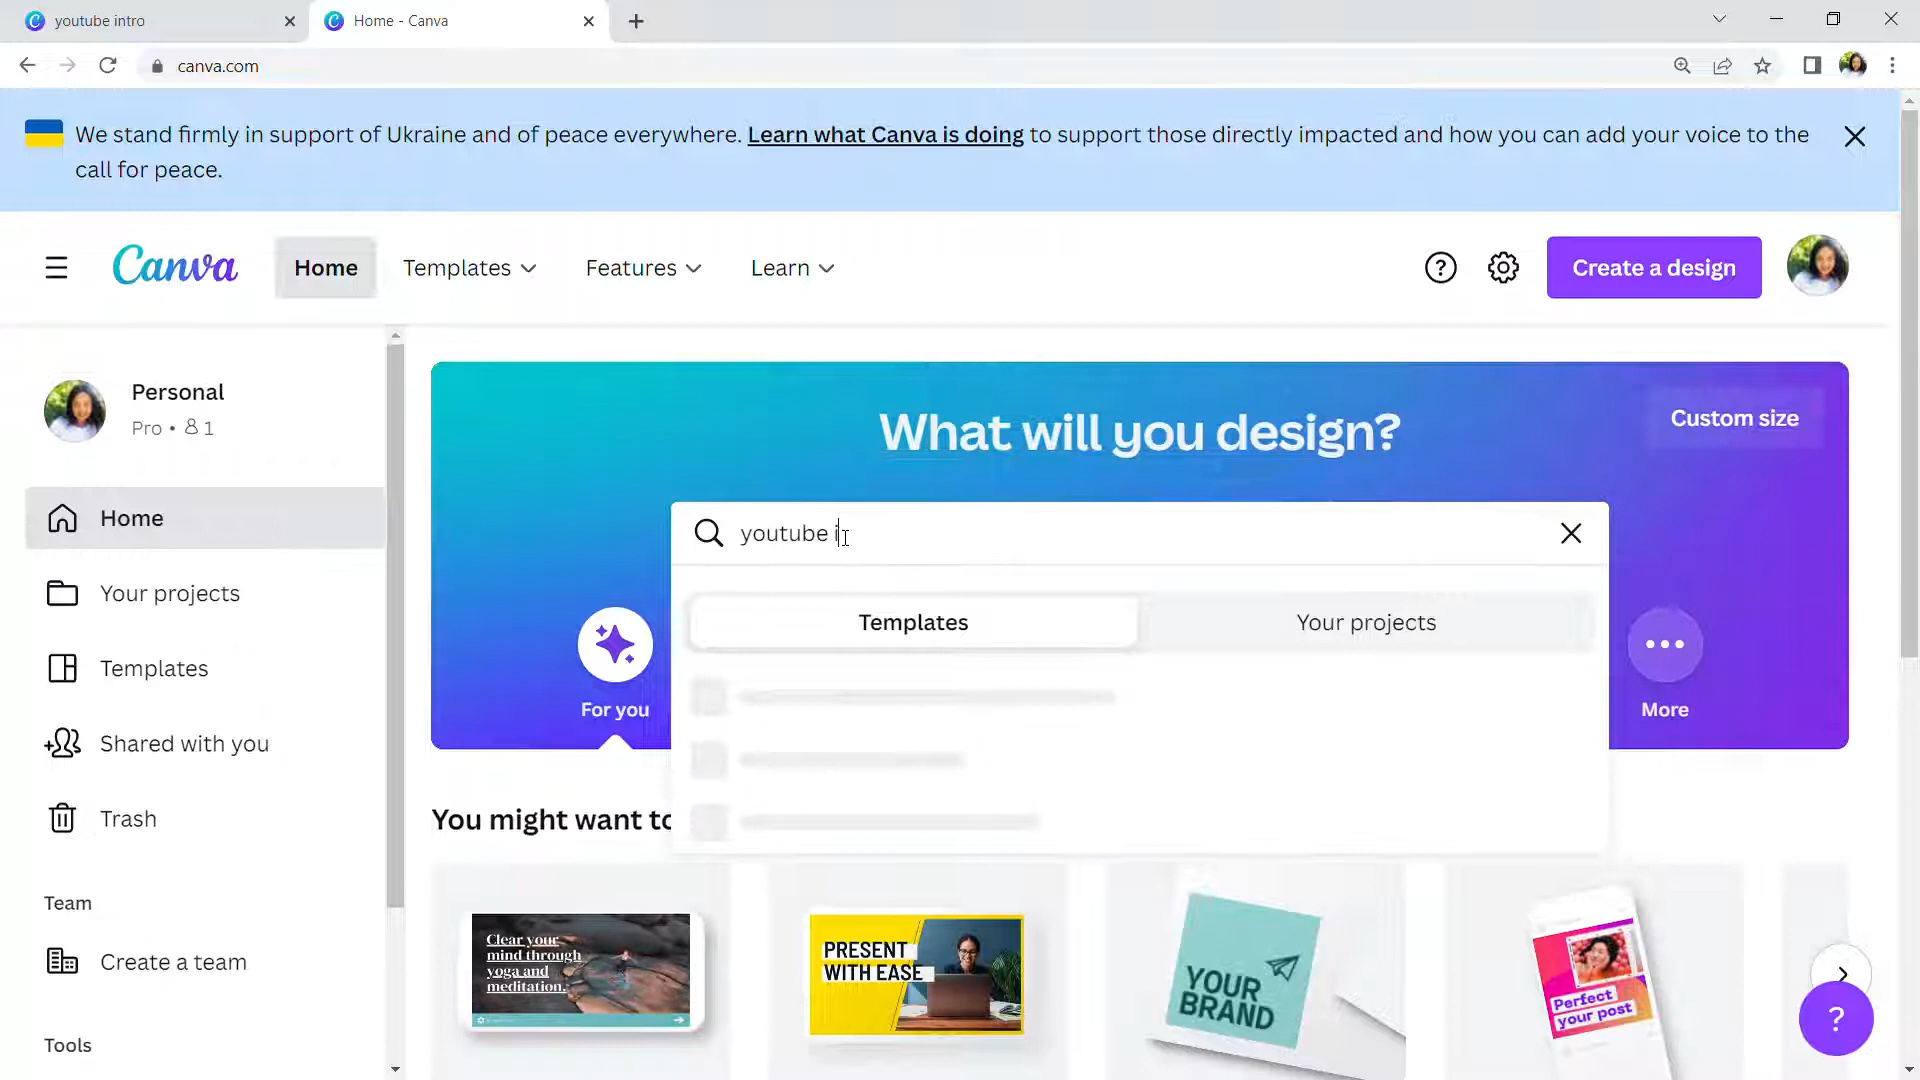 youtube intro
Home - Canva
canva.com
We stand firmly in support of Ukraine and of peace everywhere. Learn what Canva is doing to support those directly impacted and how you can add your voice to the
call for peace.
Canva
Home
Templates
Features
Learn
Create a design
Personal
Pro • 1
Home
Your projects
Templates
Shared with you
Trash
Team
Create a team
Tools
What will you design?
Custom size
youtube i
Templates
Your projects
For you
More
You might want to
Clear your
mind through
yoga and
meditation.
PRESENT
WITH EASE
YOUR
BRAND
Perfect
your post
?